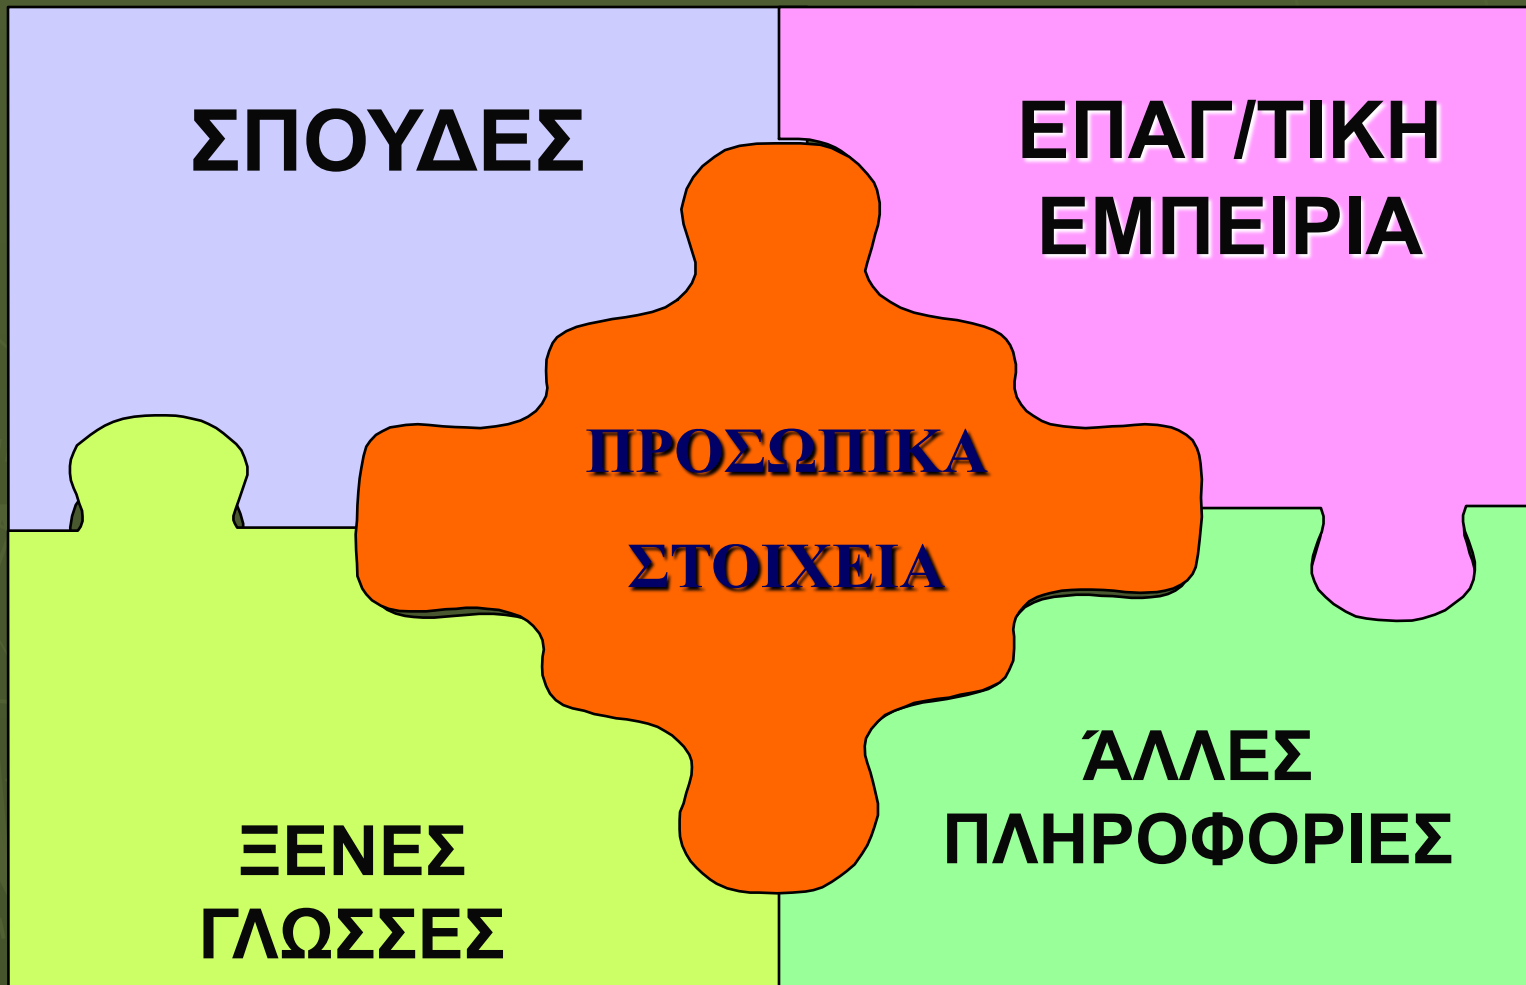 ΣΠΟΥΔΕΣ
ΕΠΑΓ/ΤΙΚΗ
ΕΜΠΕΙΡΙΑ
ΠΡΟΣΩΠΙΚΑ
ΣΤΟΙΧΕΙΑ
ΞΕΝΕΣ
ΓΛΩΣΣΕΣ
ΆΛΛΕΣ
ΠΛΗΡΟΦΟΡΙΕΣ